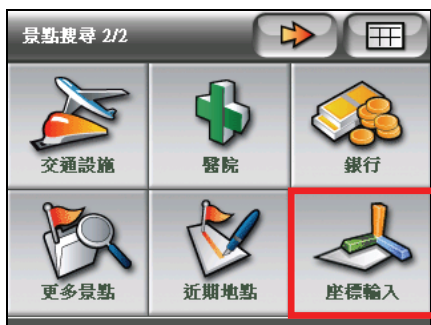 景點搜尋 2/2
交通設施
醫院
銀行
更多景點
近期地點
座標輸入